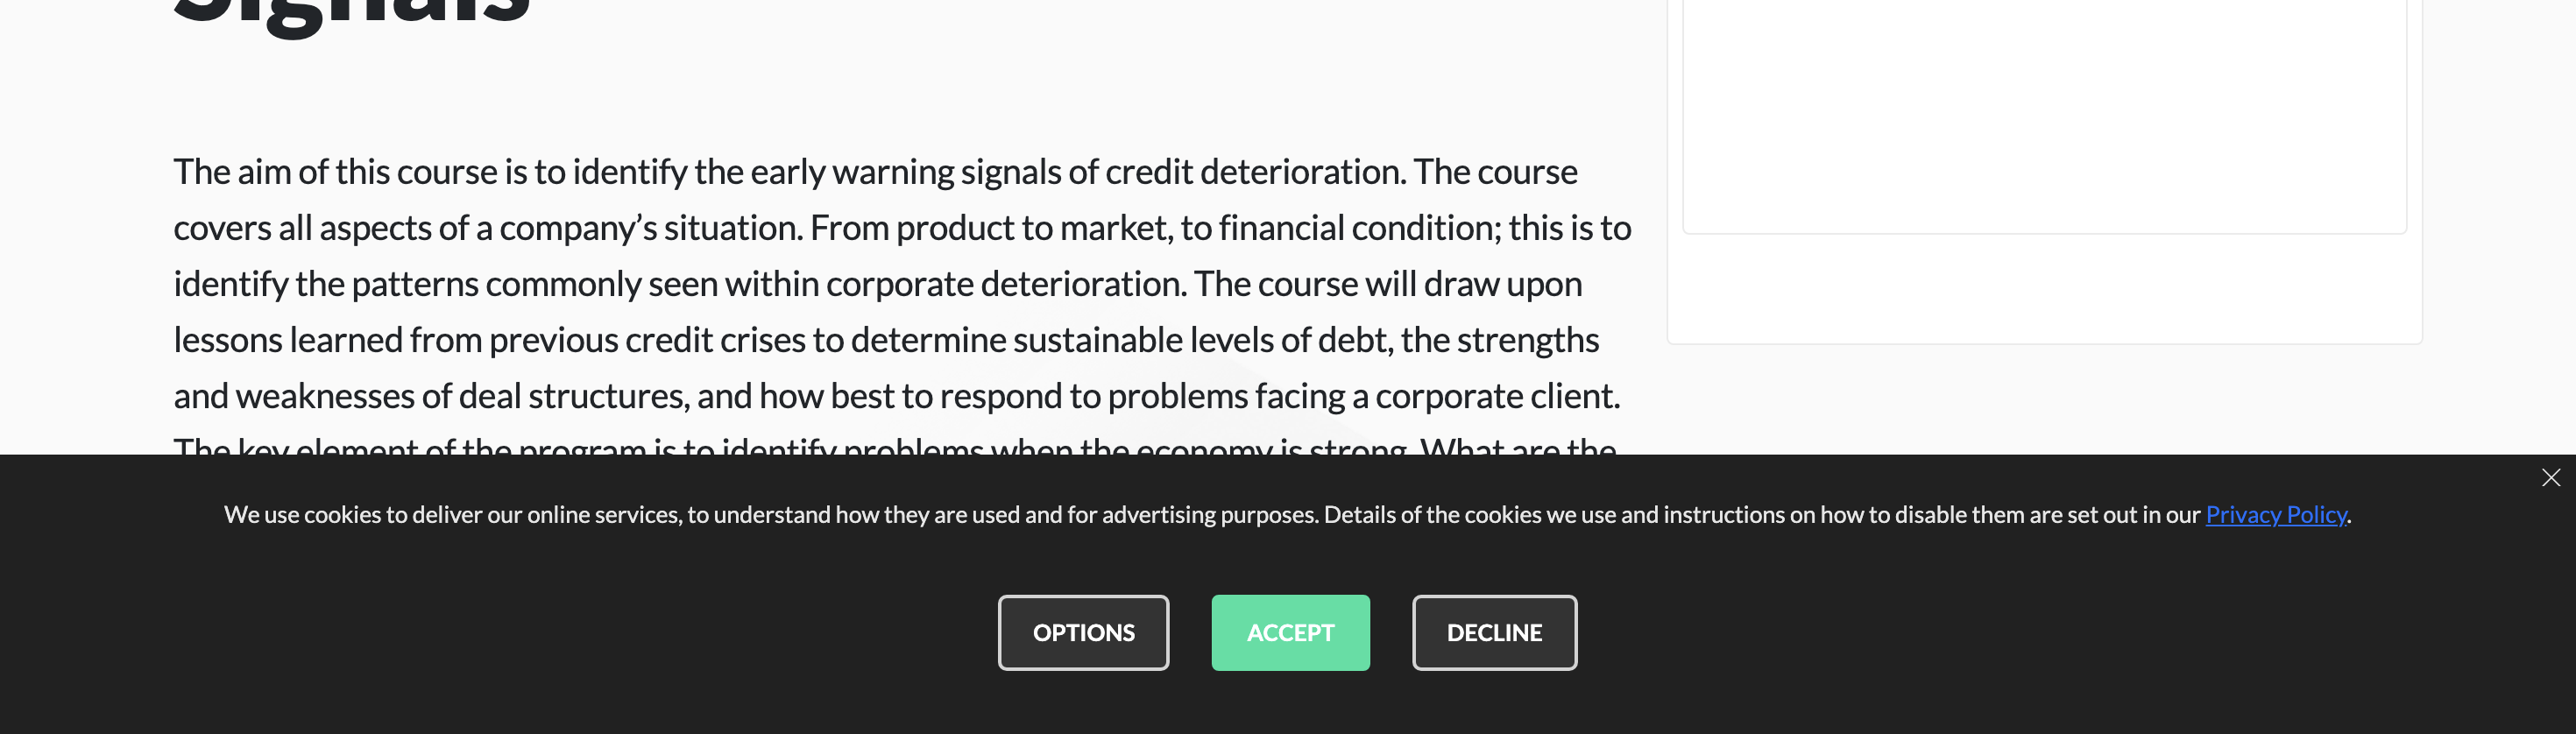 Signals
The aim of this course is to identify the early warning signals of credit deterioration. The course
covers all aspects of a company’s situation. From product to market, to financial condition; this is to
identify the patterns commonly seen within corporate deterioration. The course will draw upon
lessons learned from previous credit crises to determine sustainable levels of debt, the strengths
and weaknesses of deal structures, and how best to respond to problems facing a corporate client.
The key element of the program is to identify problems when the economy is strong. What are the
We use cookies to deliver our online services, to understand how they are used and for advertising purposes. Details of the cookies we use and instructions on how to disable them are set out in our Privacy Policy.
OPTIONS ACCEPT DECLINE